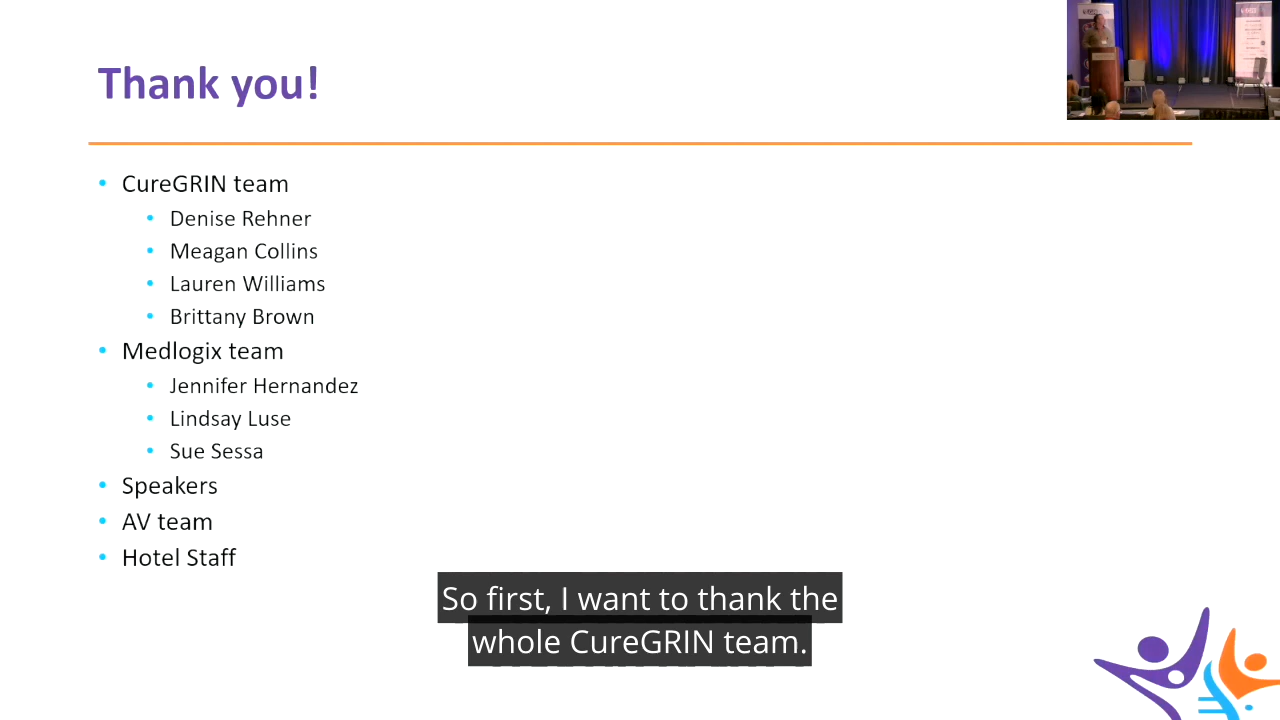 Thank you!
CureGRIN team
Denise Rehner
Meagan Collins
Lauren Williams
Brittany Brown
Medlogix team
Jennifer Hernandez
Lindsay Luse
Sue Sessa
Speakers
AV team
Hotel Staff
So first, I want to thank the
whole CureGRIN team.